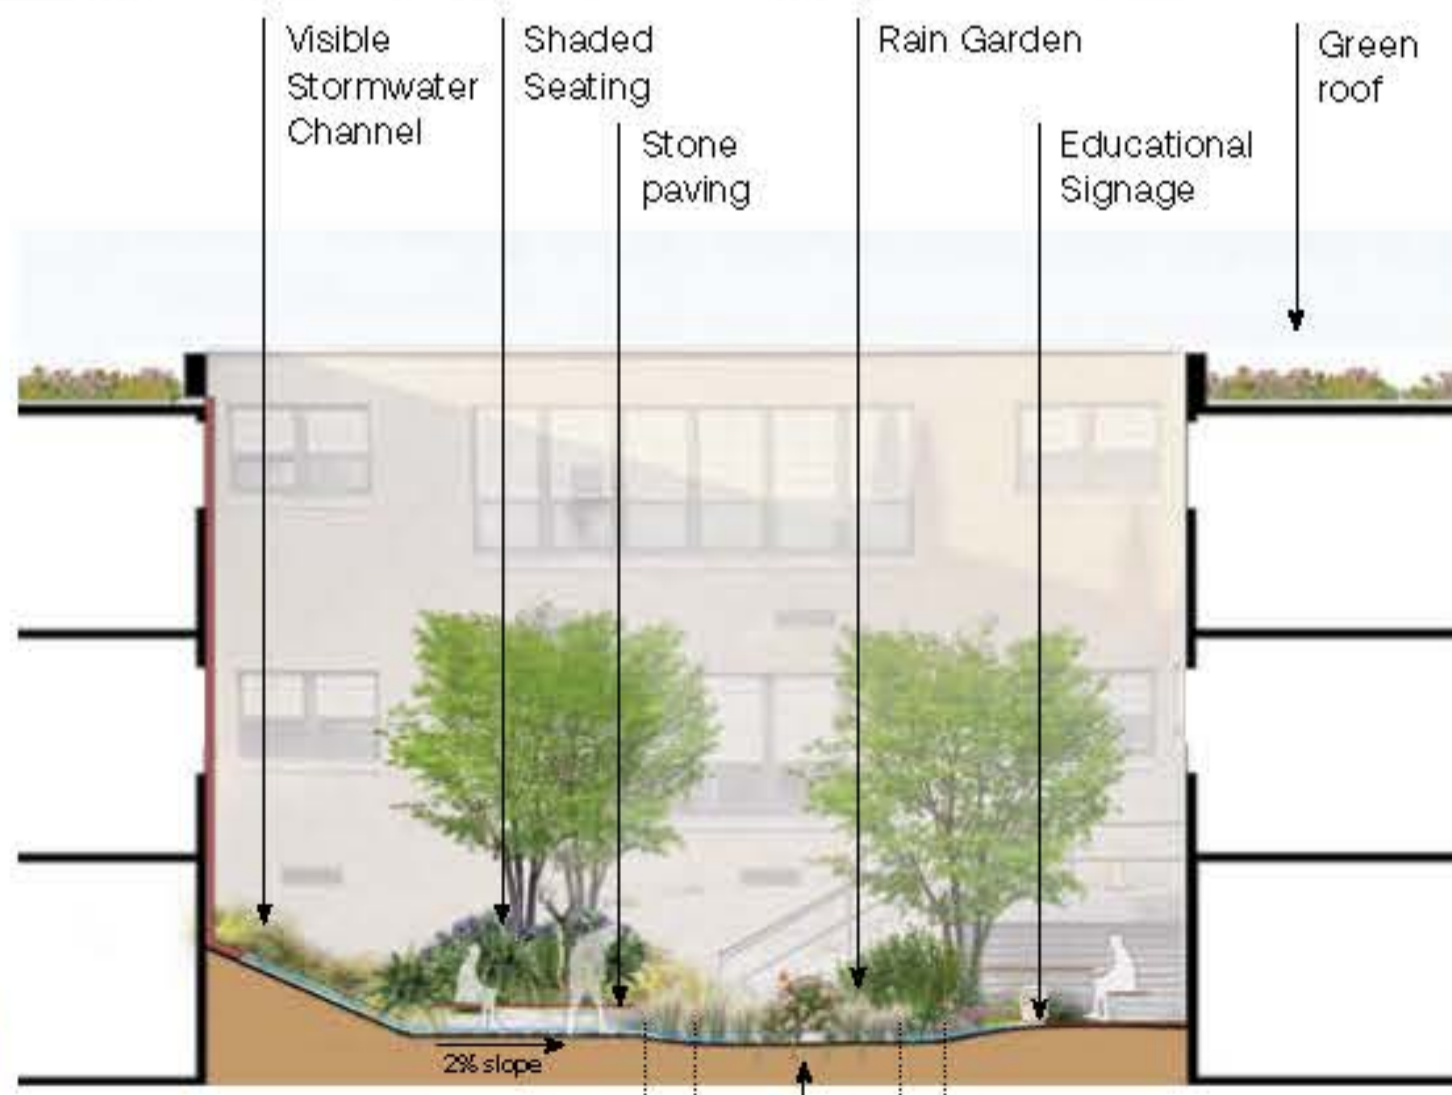 Visible
Stormwater
Channel
Shaded
Seating
Stone
paving
Rain Garden
Educational
Signage
Green
roof
2% slope